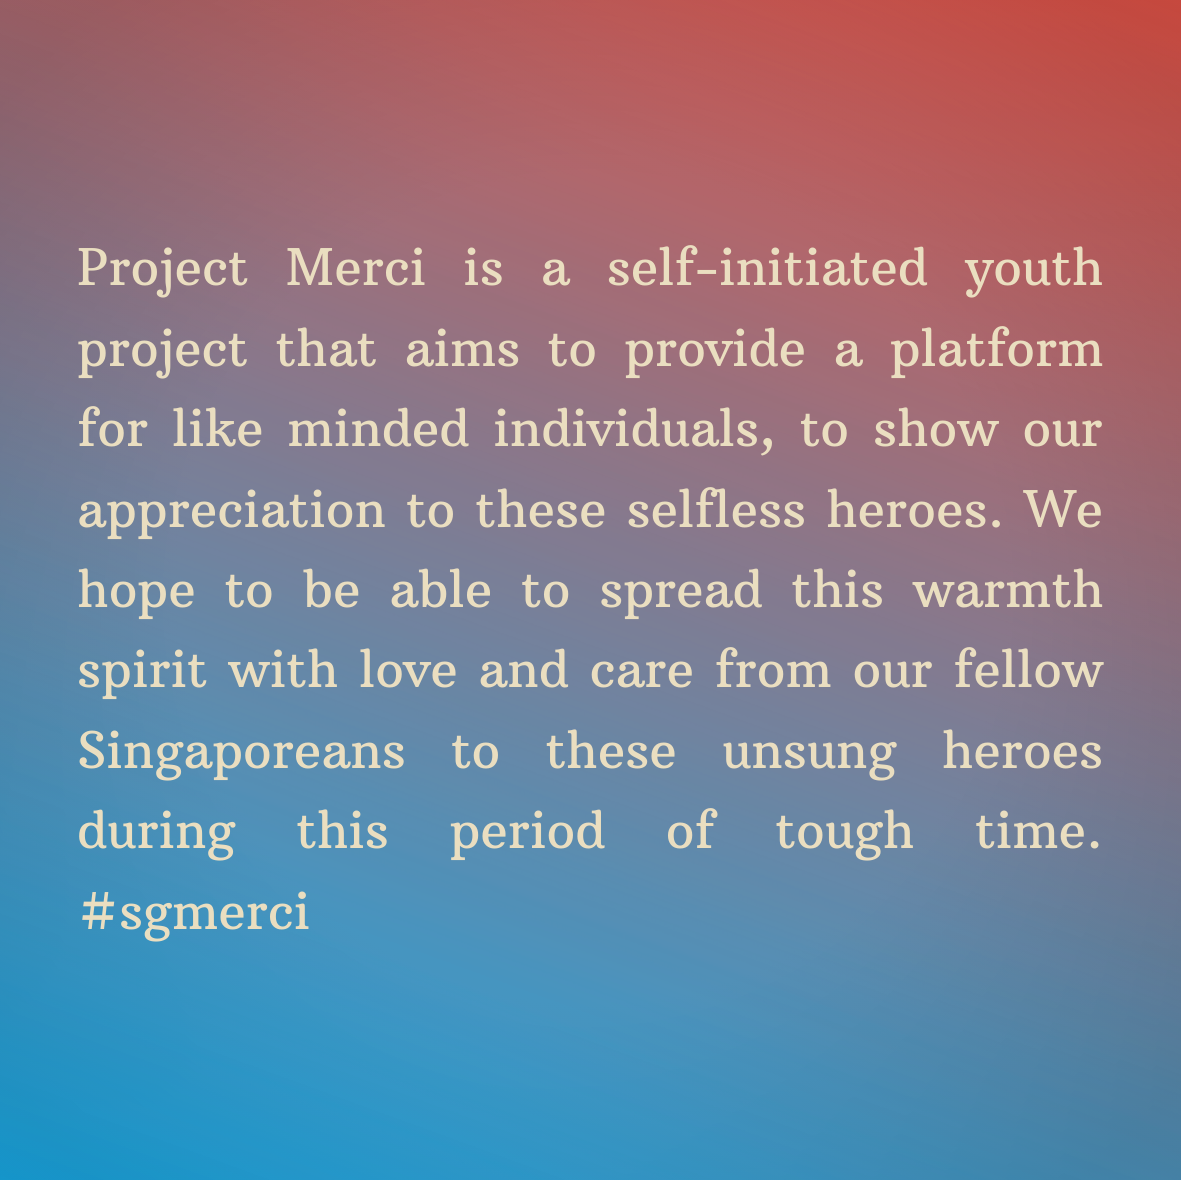 Project Merci is a self-initiated youth
project that aims to provide a platform
for like minded individuals, to show our
appreciation to these selfless heroes. We
hope to be able to spread this warmth
spirit with love and care from our fellow
Singaporeans to these unsung heroes
during this period of tough time.
#sgmerci